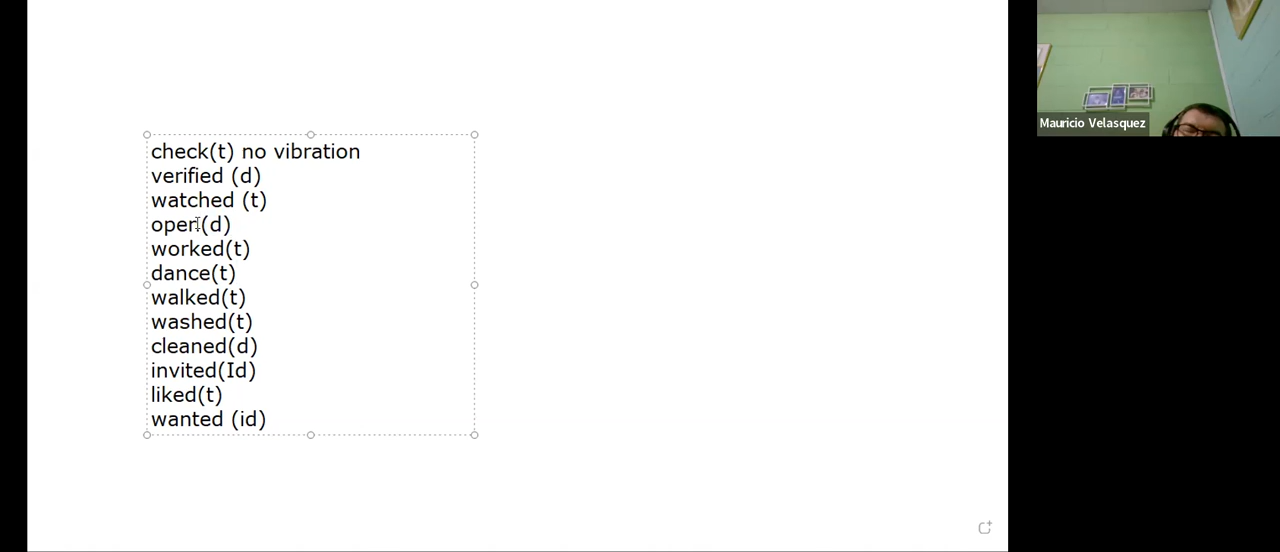 check(t) no vibration
verified (d)
watched (t)
open(d)
worked(t)
dance(t)
walked(t)
washed(t)
cleaned(d)
invited(Id)
liked(t)
wanted (id)
Mauricio Velasquez